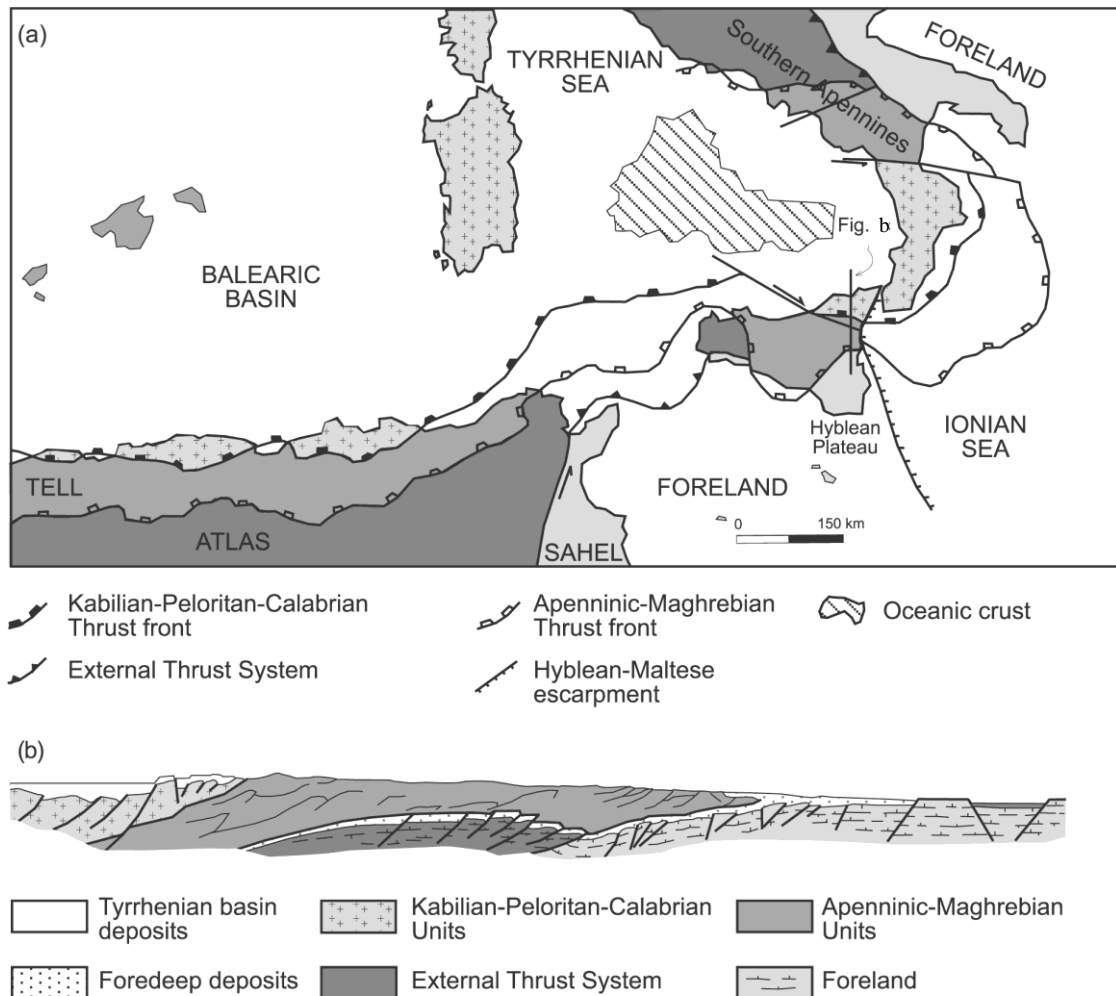 (a)
TYRRHENIAN
SEA
Southern Apennines
FORELAND
Fig. b
BALEARIC
BASIN
Hyblean
Plateau
IONIAN
SEA
TELL
FORELAND
0 150 km
ATLAS
SAHEL
Kabilian-Peloritan-Calabrian
Thrust front
Apenninic-Maghrebian
Thrust front
Oceanic crust
External Thrust System
Hyblean-Maltese
escarpment
(b)
Tyrrhenian basin
deposits
Kabilian-Peloritan-Calabrian
Units
Apenninic-Maghrebian
Units
Foredeep deposits
External Thrust System
Foreland